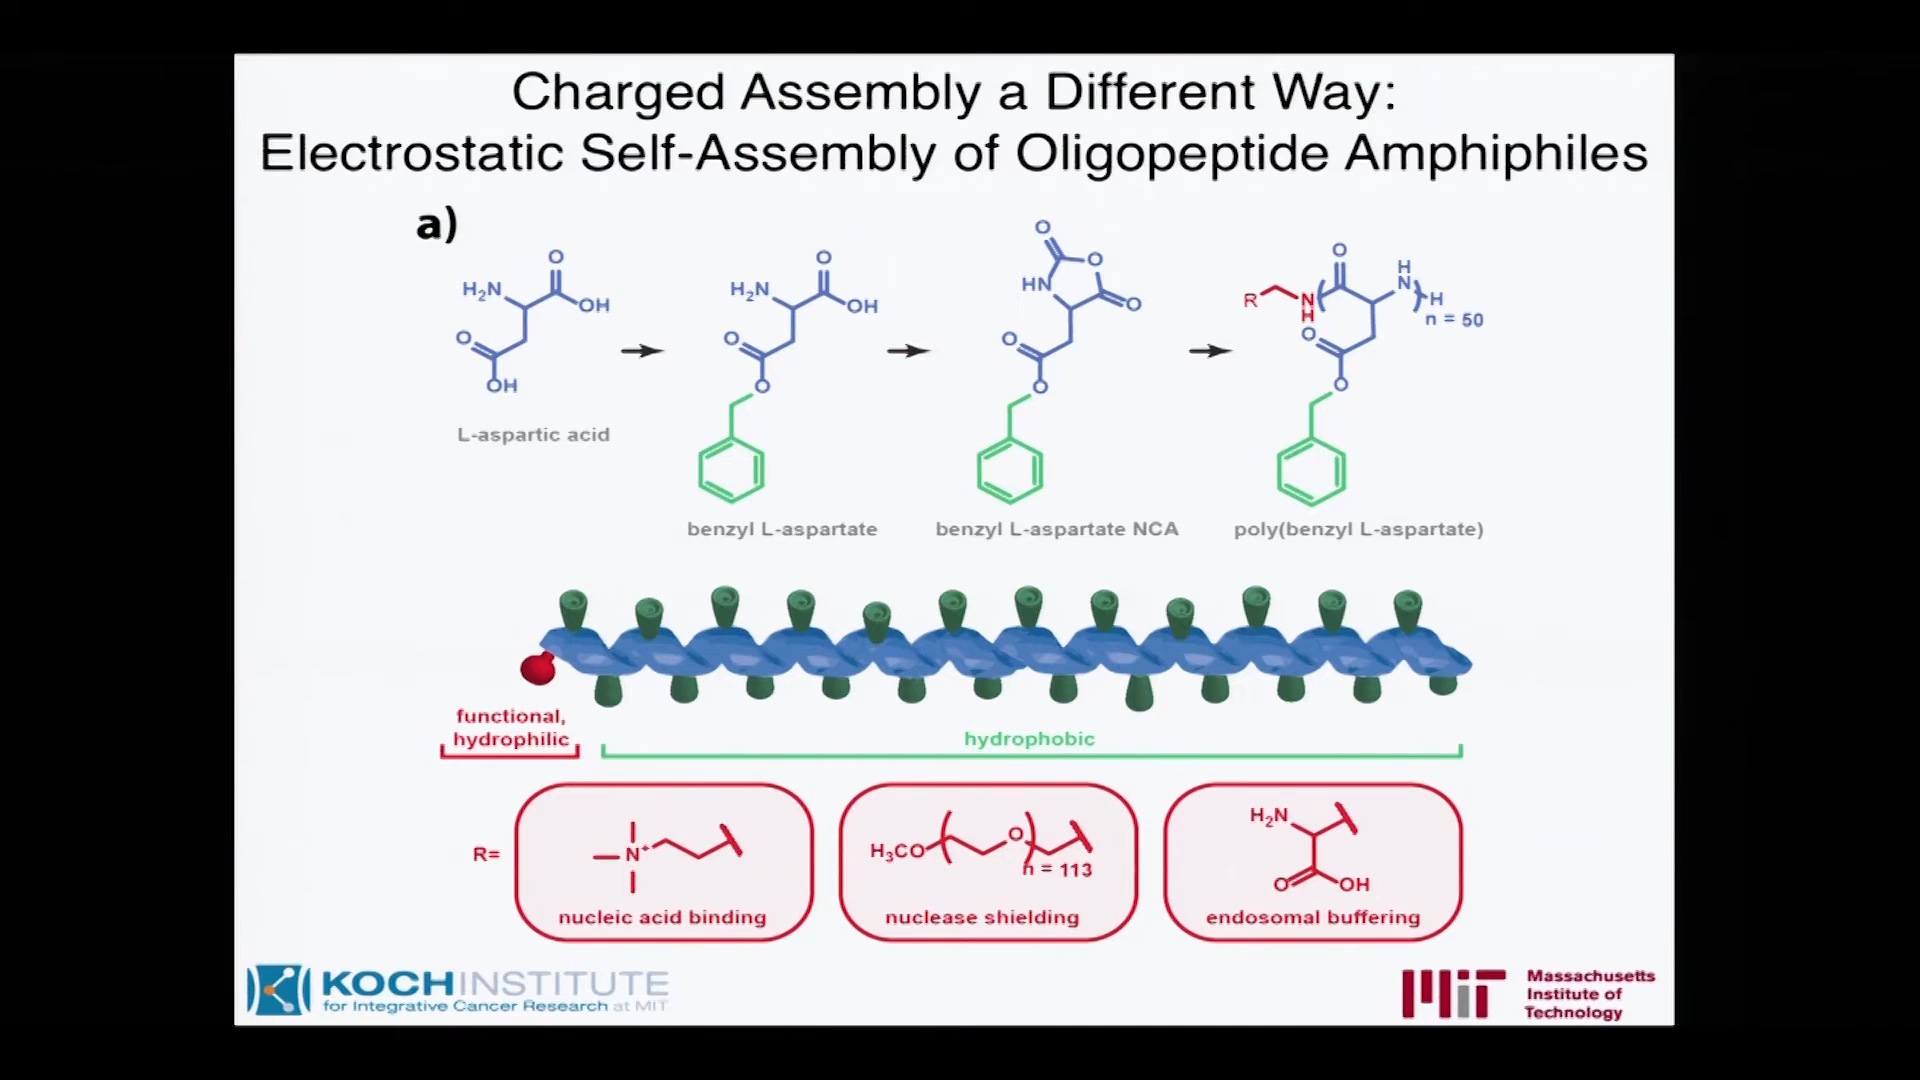 Charged Assembly a Different Way:
Electrostatic Self-Assembly of Oligopeptide Amphiphiles
a)
H₂N O OH O OH
H₂N O OH O O
O O HN O O O
R N H ( O H N ) H n = 50 O O
L-aspartic acid
benzyl L-aspartate
benzyl L-aspartate NCA
poly(benzyl L-aspartate)
functional,
hydrophilic
hydrophobic
R=
N⁺
nucleic acid binding
H₃CO ( O ) n = 113
nuclease shielding
H₂N O OH
endosomal buffering
KOCH INSTITUTE
for Integrative Cancer Research at MIT
MIT
Massachusetts
Institute of
Technology